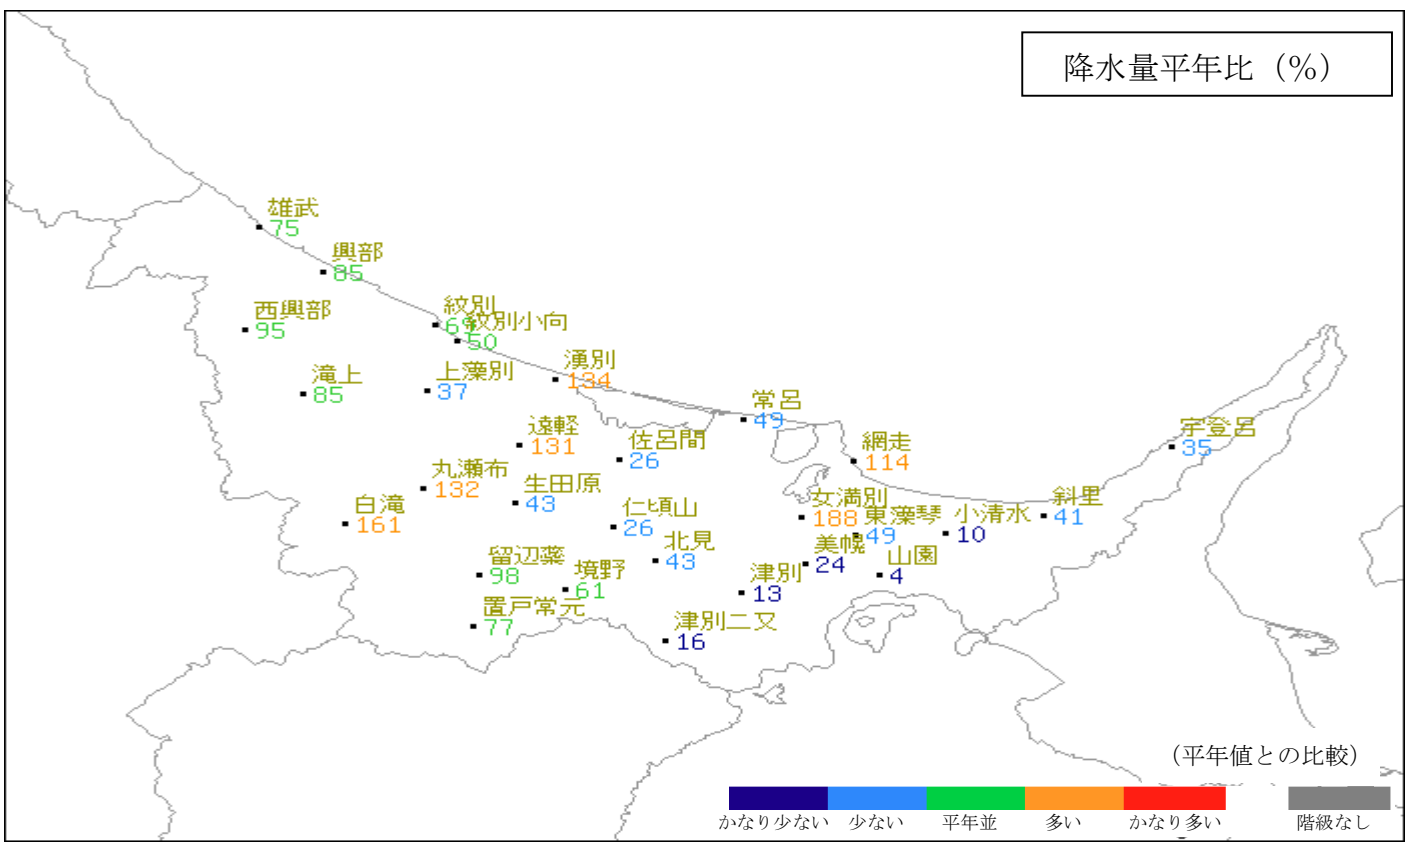 降水量平年比（％）
雄武
75
興部
85
西興部
95
紋別
69
紋別小向
50
湧別
134
滝上
85
上藻別
37
常呂
49
宇登呂
35
遠軽
131
佐呂間
26
網走
114
丸瀬布
132
生田原
43
白滝
161
仁頃山
26
女満別
188
東藻琴
49
小清水
10
斜里
41
北見
43
美幌
24
山園
4
留辺蘂
98
境野
61
津別
13
置戸常元
77
津別二又
16
（平年値との比較）
かなり少ない 少ない 平年並 多い かなり多い 階級なし